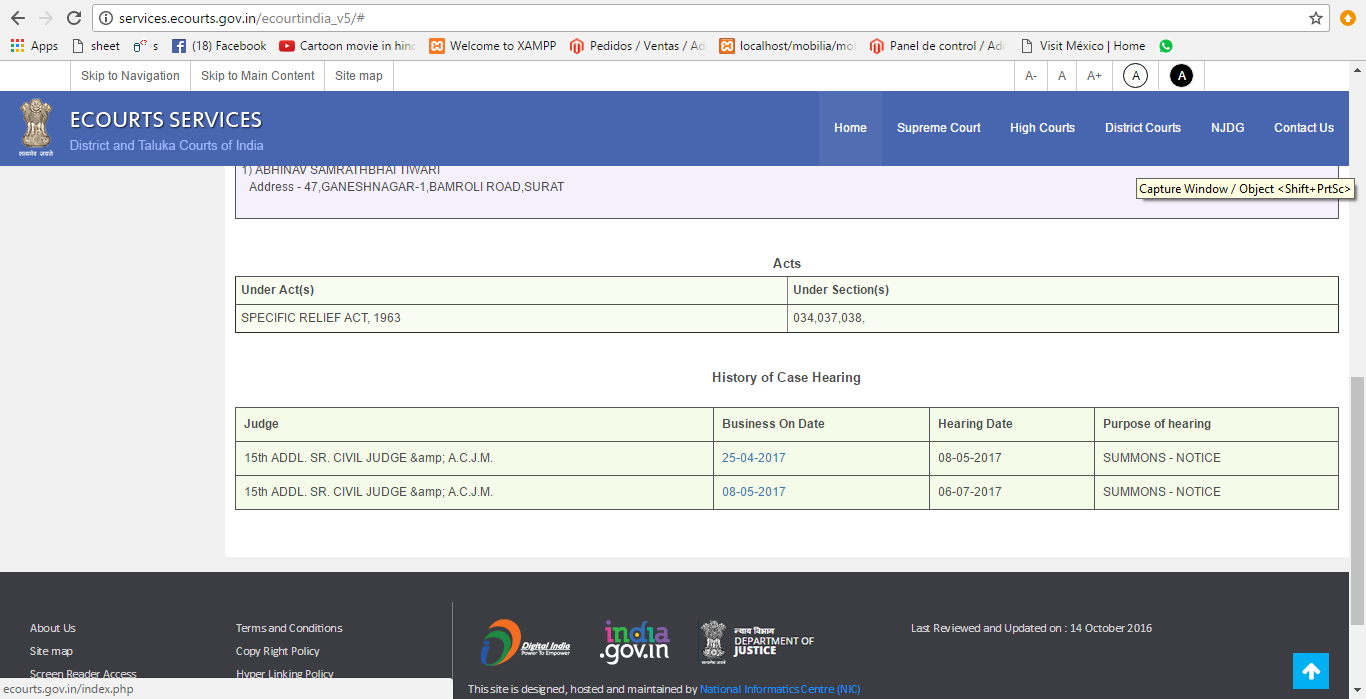 services.ecourts.gov.in/ecourtindia_v5/#
Apps sheet s (18) Facebook Cartoon movie in hind Welcome to XAMPP Pedidos / Ventas / Ad localhost/mobilia/mol Panel de control / Adm Visit México | Home
Skip to Navigation Skip to Main Content Site map A- A A+ A A
ECOURTS SERVICES
District and Taluka Courts of India
Home Supreme Court High Courts District Courts NJDG Contact Us
सत्यमेव जयते
1) ABHINAV SAMRATHBHAI TIWARI
Address - 47,GANESHNAGAR-1,BAMROLI ROAD,SURAT
Capture Window / Object <Shift+PrtSc>
Acts
Under Act(s) Under Section(s)
SPECIFIC RELIEF ACT, 1963 034,037,038,
History of Case Hearing
Judge Business On Date Hearing Date Purpose of hearing
15th ADDL. SR. CIVIL JUDGE &amp; A.C.J.M. 25-04-2017 08-05-2017 SUMMONS - NOTICE
15th ADDL. SR. CIVIL JUDGE &amp; A.C.J.M. 08-05-2017 06-07-2017 SUMMONS - NOTICE
About Us Terms and Conditions
Site map Copy Right Policy
Screen Reader Access Hyper Linking Policy
ecourts.gov.in/index.php
Digital India
Power To Empower
india
.gov.in
न्याय विभाग
DEPARTMENT OF
JUSTICE
Last Reviewed and Updated on : 14 October 2016
This site is designed, hosted and maintained by National Informatics Centre (NIC)